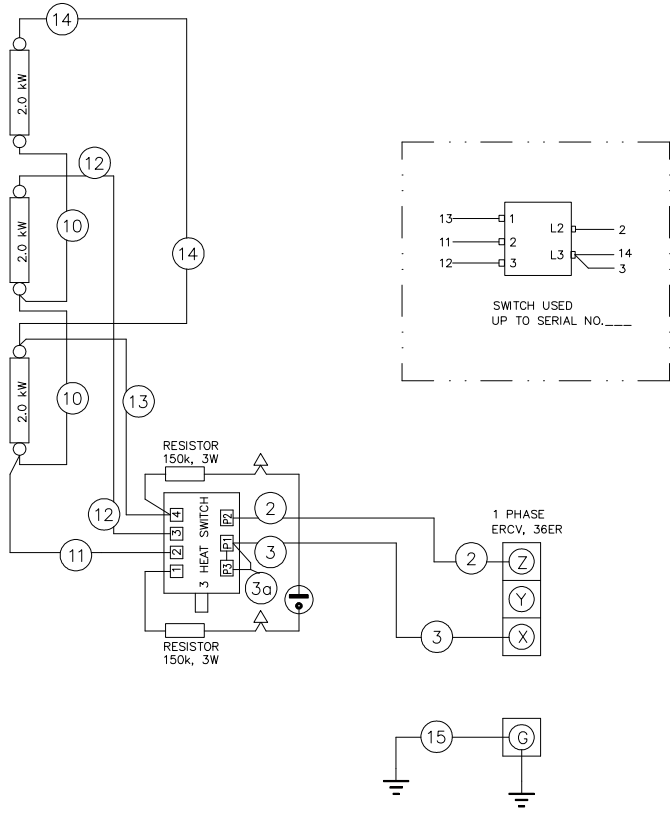 14
2.0 kW
12
10
2.0 kW
14
2.0 kW
10
13
12
11
RESISTOR
150k, 3W
4
3
2
1
3 HEAT SWITCH
P2
P1
P3
2
3
3a
RESISTOR
150k, 3W
13
11
12
1
2
3
L2
L3
2
14
3
SWITCH USED
UP TO SERIAL NO.___
1 PHASE
ERCV, 36ER
2
Z
Y
3
X
15
G